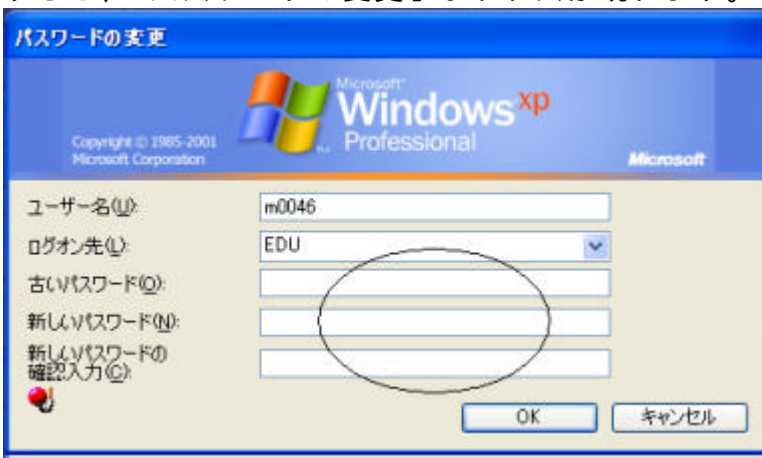 パスワードの変更
Microsoft
Windows xp
Professional
Copyright © 1985-2001
Microsoft Corporation
Microsoft
ユーザー名(U):
m0046
ログオン先(L):
EDU
古いパスワード(O):
新しいパスワード(N):
新しいパスワードの
確認入力(C):
OK
キャンセル